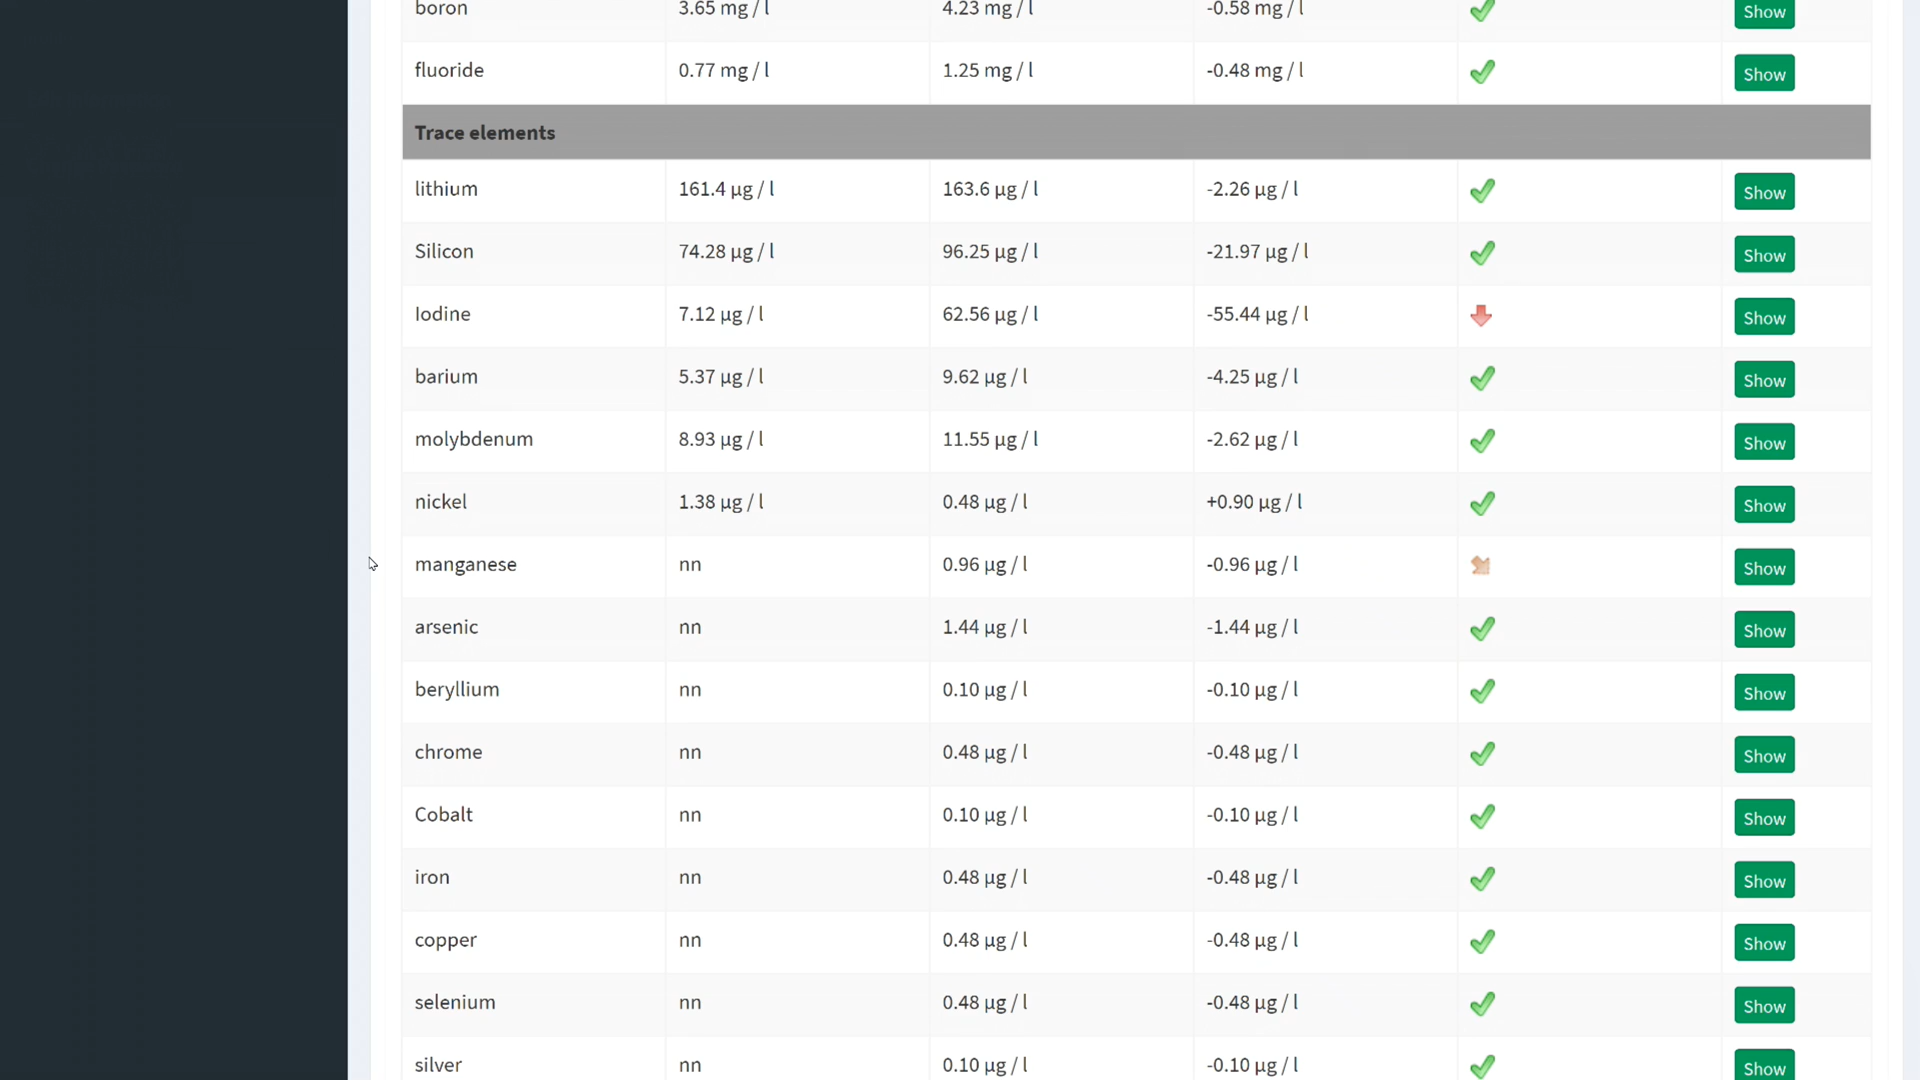 boron 3.65 mg / l 4.23 mg / l -0.58 mg / l Show
fluoride 0.77 mg / l 1.25 mg / l -0.48 mg / l Show
Trace elements
lithium 161.4 µg / l 163.6 µg / l -2.26 µg / l Show
Silicon 74.28 µg / l 96.25 µg / l -21.97 µg / l Show
Iodine 7.12 µg / l 62.56 µg / l -55.44 µg / l Show
barium 5.37 µg / l 9.62 µg / l -4.25 µg / l Show
molybdenum 8.93 µg / l 11.55 µg / l -2.62 µg / l Show
nickel 1.38 µg / l 0.48 µg / l +0.90 µg / l Show
manganese nn 0.96 µg / l -0.96 µg / l Show
arsenic nn 1.44 µg / l -1.44 µg / l Show
beryllium nn 0.10 µg / l -0.10 µg / l Show
chrome nn 0.48 µg / l -0.48 µg / l Show
Cobalt nn 0.10 µg / l -0.10 µg / l Show
iron nn 0.48 µg / l -0.48 µg / l Show
copper nn 0.48 µg / l -0.48 µg / l Show
selenium nn 0.48 µg / l -0.48 µg / l Show
silver nn 0.10 µg / l -0.10 µg / l Show